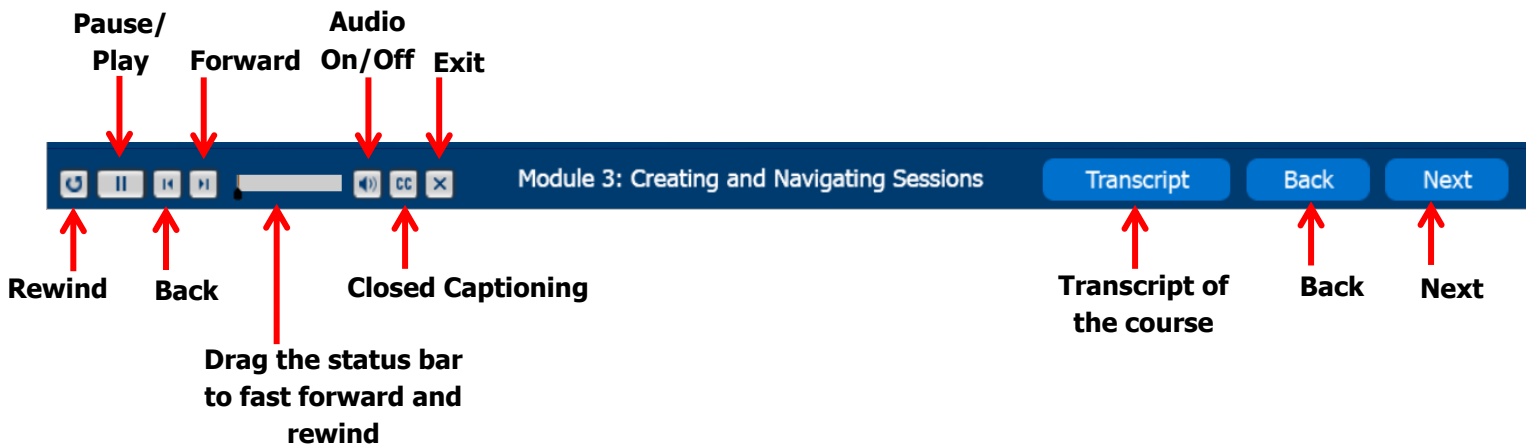 Pause/
Play
Forward
Audio
On/Off
Exit
CC
Module 3: Creating and Navigating Sessions
Transcript
Back
Next
Rewind
Back
Closed Captioning
Transcript of
the course
Back
Next
Drag the status bar
to fast forward and
rewind